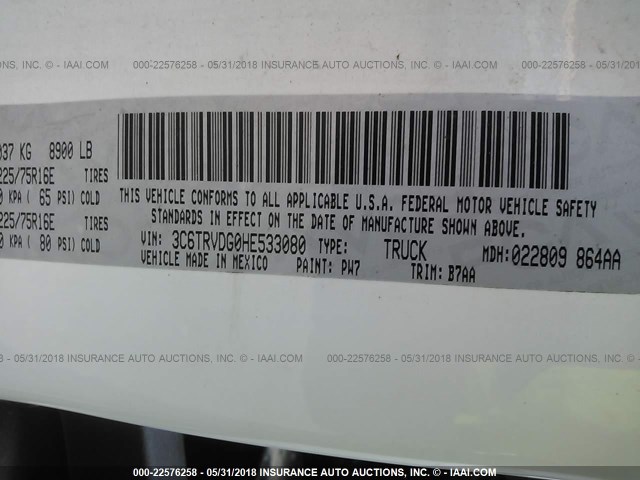 INC. - IAAI.COM 000-22576258 - 05/31/2018 INSURANCE AUTO AUCTIONS, INC. © - IAAI.COM 000-22576258 - 05/31/2018
037 KG 8900 LB
225/75R16E TIRES
0 KPA ( 65 PSI) COLD
225/75R16E TIRES
0 KPA ( 80 PSI) COLD
THIS VEHICLE CONFORMS TO ALL APPLICABLE U.S.A. FEDERAL MOTOR VEHICLE SAFETY
STANDARDS IN EFFECT ON THE DATE OF MANUFACTURE SHOWN ABOVE.
VIN: 3C6TRVDG0HE533080 TYPE: TRUCK MDH:022809 864AA
VEHICLE MADE IN MEXICO PAINT: PW7 TRIM: B7AA
- 05/31/2018 INSURANCE AUTO AUCTIONS, INC. © - IAAI.COM 000-22576258 - 05/31/2018 INSURANCE AUTO AUCTIONS,
000-22576258 - 05/31/2018 INSURANCE AUTO AUCTIONS, INC. © - IAAI.COM